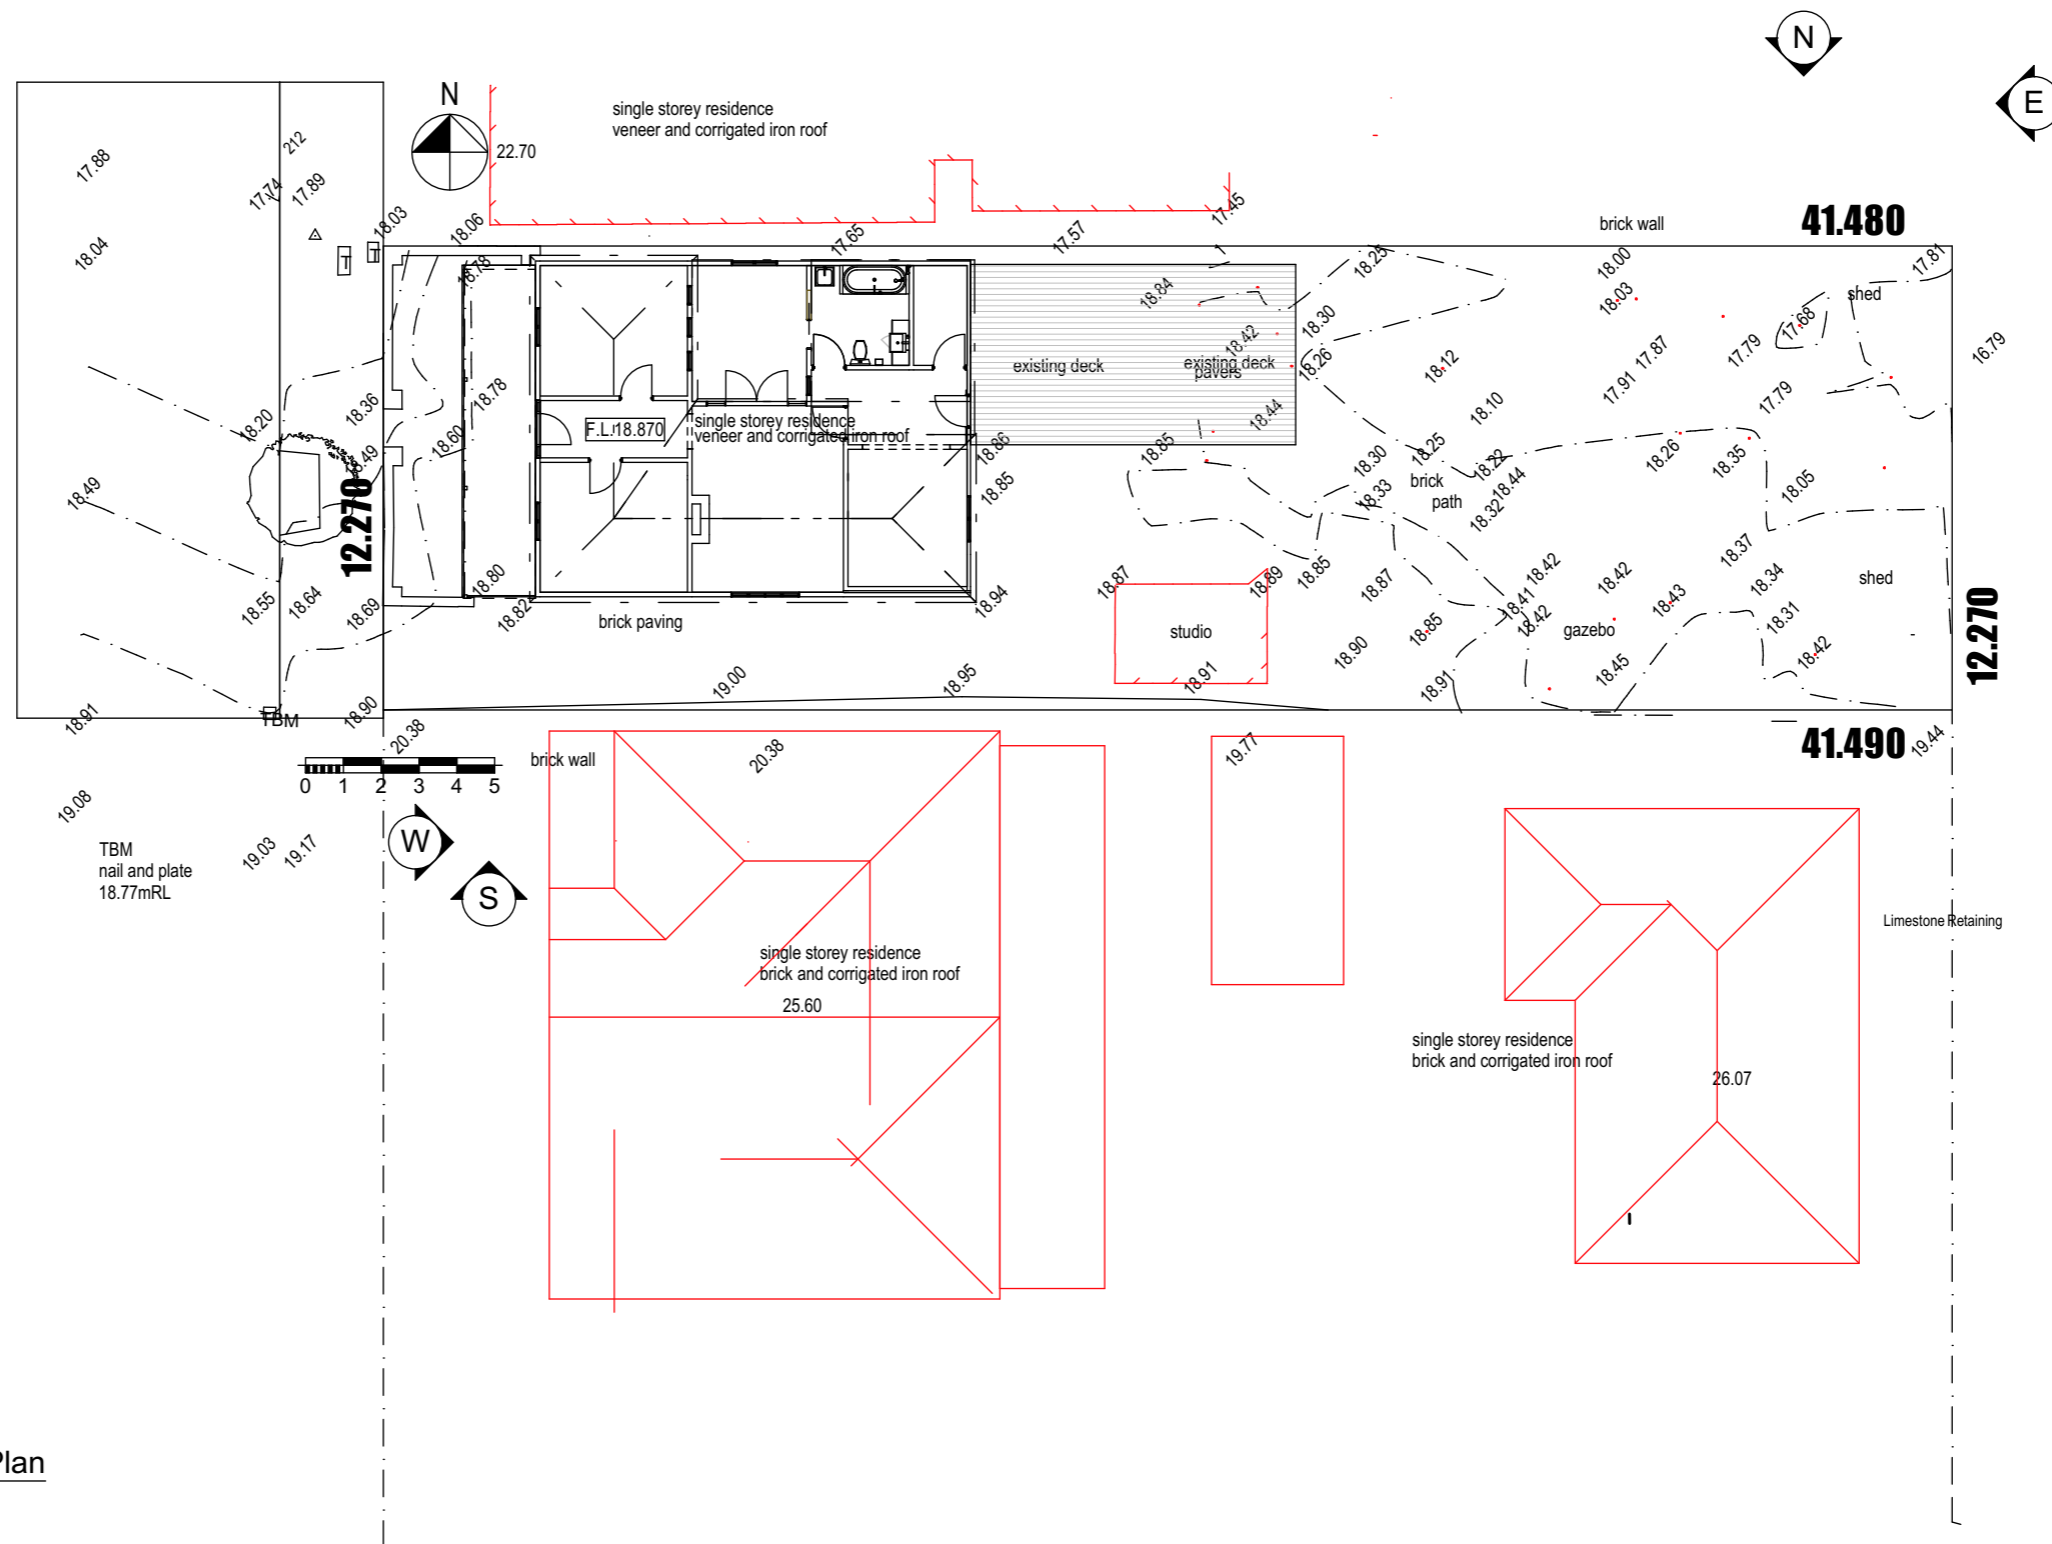 N
E
N
single storey residence
veneer and corrigated iron roof
22.70
17.88
212
17.74
17.89
18.03
18.06
18.04
T
T
17.65
17.57
17.45
brick wall
41.480
18.78
18.84
1
18.25
18.00
18.03
17.81
shed
18.30
18.42
17.68
16.79
existing deck
existing deck
pavers
18.26
18.12
17.87
17.79
17.91
18.36
18.78
18.20
18.10
17.79
18.44
F.L.18.870
single storey residence
veneer and corrigated iron roof
18.60
18.49
18.86
18.85
18.30
18.25
18.22
18.26
18.35
18.49
12.270
18.85
18.33
brick
path
18.44
18.32
18.05
18.37
18.80
18.82
18.55
18.64
18.69
18.94
18.87
18.89
18.85
18.87
18.42
18.42
18.34
18.41
18.43
18.42
18.31
shed
12.270
brick paving
studio
18.85
gazebo
18.90
18.42
18.45
19.00
18.95
18.91
18.91
18.91
TBM
18.90
20.38
brick wall
20.38
19.77
41.490
19.44
0 1 2 3 4 5
19.08
W
TBM
nail and plate
18.77mRL
19.03
19.17
S
Limestone Retaining
single storey residence
brick and corrigated iron roof
25.60
single storey residence
brick and corrigated iron roof
26.07
Plan